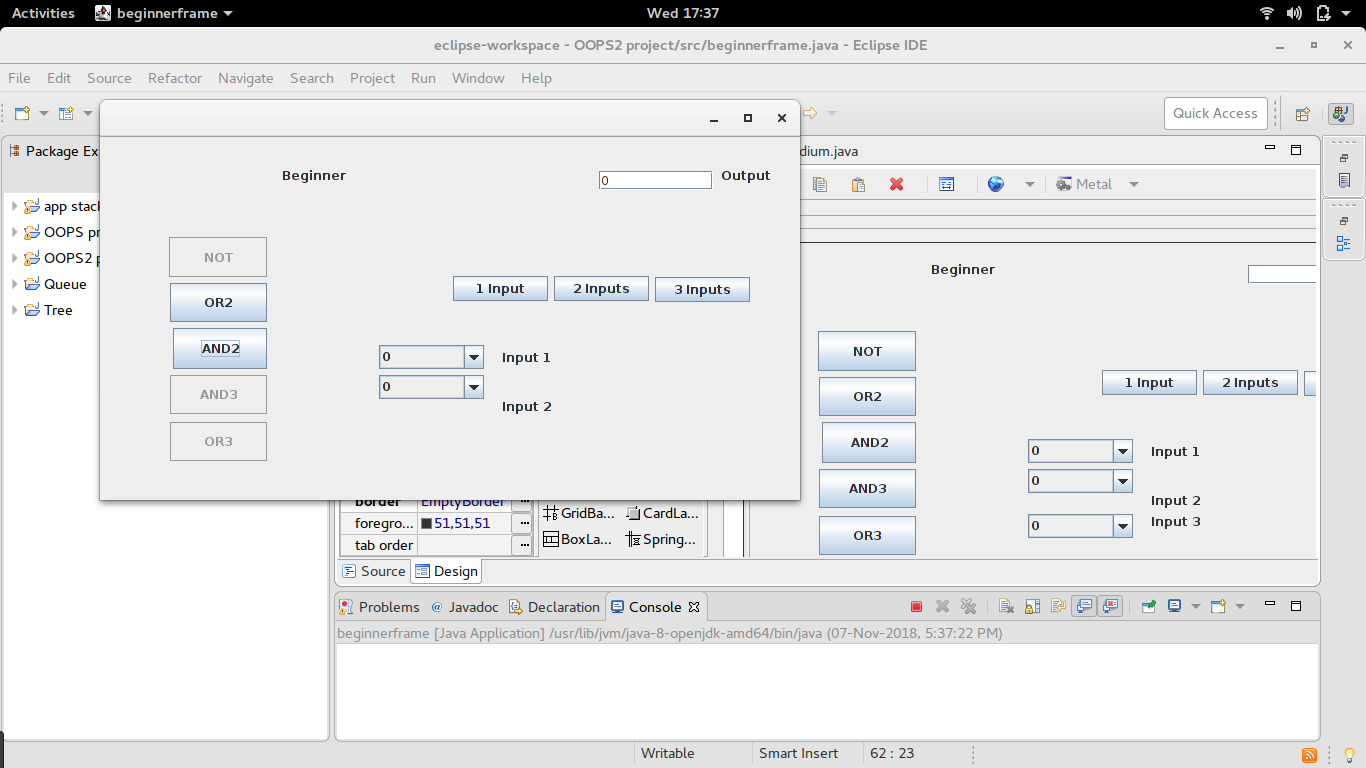 Activities beginnerframe Wed 17:37
eclipse-workspace - OOPS2 project/src/beginnerframe.java - Eclipse IDE
File Edit Source Refactor Navigate Search Project Run Window Help
Quick Access
Package Ex
dium.java
Beginner 0 Output
Metal
app stack
OOPS pr
OOPS2 p
Queue
Tree
NOT
OR2
AND2
AND3
OR3
1 Input 2 Inputs 3 Inputs
0 Input 1
0
Input 2
Beginner
NOT
OR2
AND2
AND3
OR3
1 Input 2 Inputs
0 Input 1
0
Input 2
0 Input 3
border EmptyBorder ...
foregro... 51,51,51 ...
tab order ...
GridBa... CardLa...
BoxLa... Spring...
Source Design
Problems @ Javadoc Declaration Console
beginnerframe [Java Application] /usr/lib/jvm/java-8-openjdk-amd64/bin/java (07-Nov-2018, 5:37:22 PM)
Writable Smart Insert 62 : 23